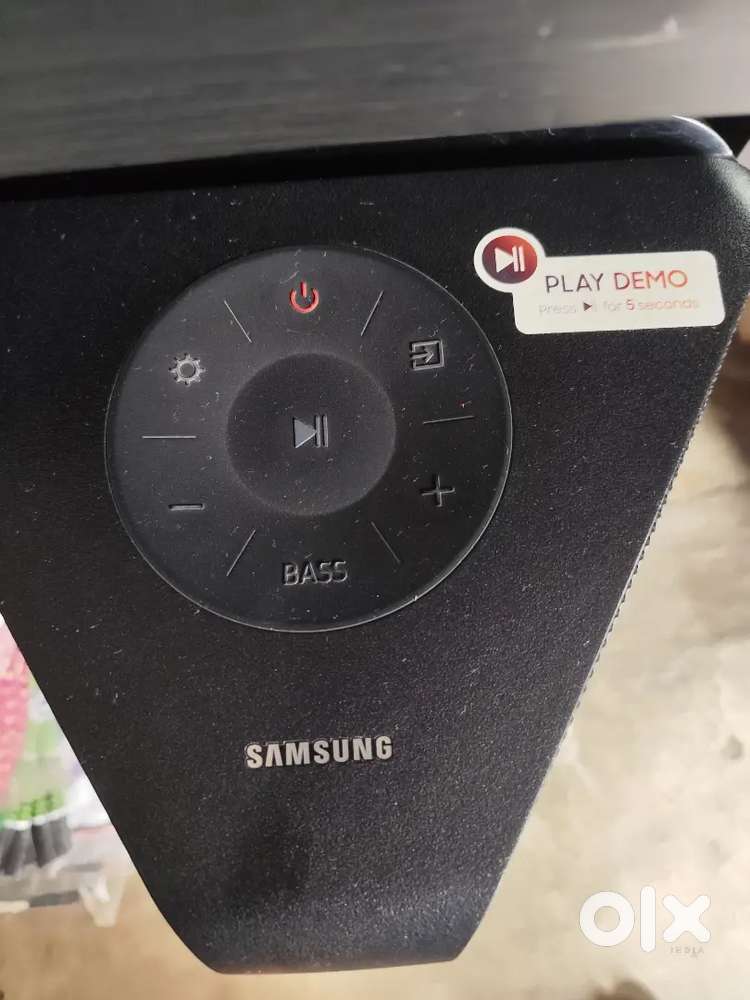 PLAY DEMO
Press ⏯ for 5 seconds
BASS
SAMSUNG
olx
INDIA